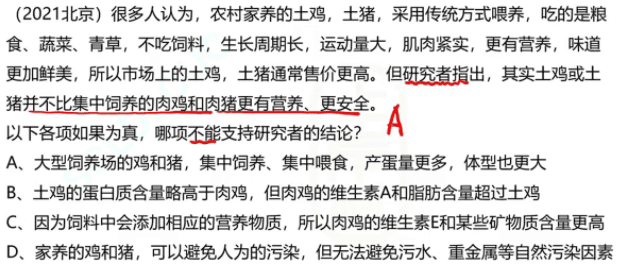 （2021北京）很多人认为，农村家养的土鸡，土猪，采用传统方式喂养，吃的是粮
食、蔬菜、青草，不吃饲料，生长周期长，运动量大，肌肉紧实，更有营养，味道
更加鲜美，所以市场上的土鸡，土猪通常售价更高。但研究者指出，其实土鸡或土
猪并不比集中饲养的肉鸡和肉猪更有营养、更安全。
A
以下各项如果为真，哪项不能支持研究者的结论？
A、大型饲养场的鸡和猪，集中饲养、集中喂食，产蛋量更多，体型也更大
B、土鸡的蛋白质含量略高于肉鸡，但肉鸡的维生素A和脂肪含量超过土鸡
C、因为饲料中会添加相应的营养物质，所以肉鸡的维生素E和某些矿物质含量更高
D、家养的鸡和猪，可以避免人为的污染，但无法避免污水、重金属等自然污染因素